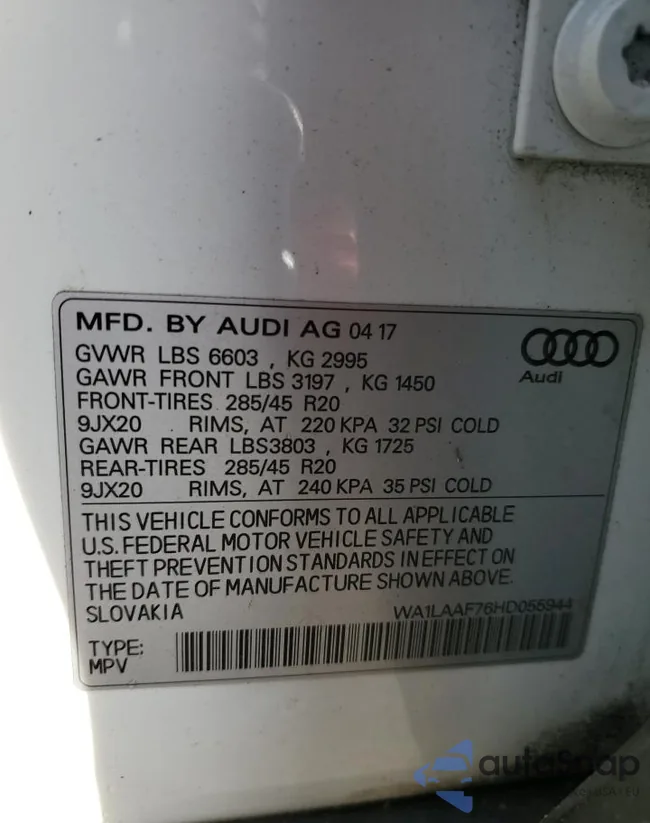 MFD. BY AUDI AG 04 17
GVWR LBS 6603 , KG 2995
GAWR FRONT LBS 3197 , KG 1450
FRONT-TIRES 285/45 R20
9JX20 RIMS, AT 220 KPA 32 PSI COLD
GAWR REAR LBS3803 , KG 1725
REAR-TIRES 285/45 R20
9JX20 RIMS, AT 240 KPA 35 PSI COLD
Audi
THIS VEHICLE CONFORMS TO ALL APPLICABLE
U.S. FEDERAL MOTOR VEHICLE SAFETY AND
THEFT PREVENTION STANDARDS IN EFFECT ON
THE DATE OF MANUFACTURE SHOWN ABOVE.
SLOVAKIA WA1LAAF76HD055944
TYPE:
MPV